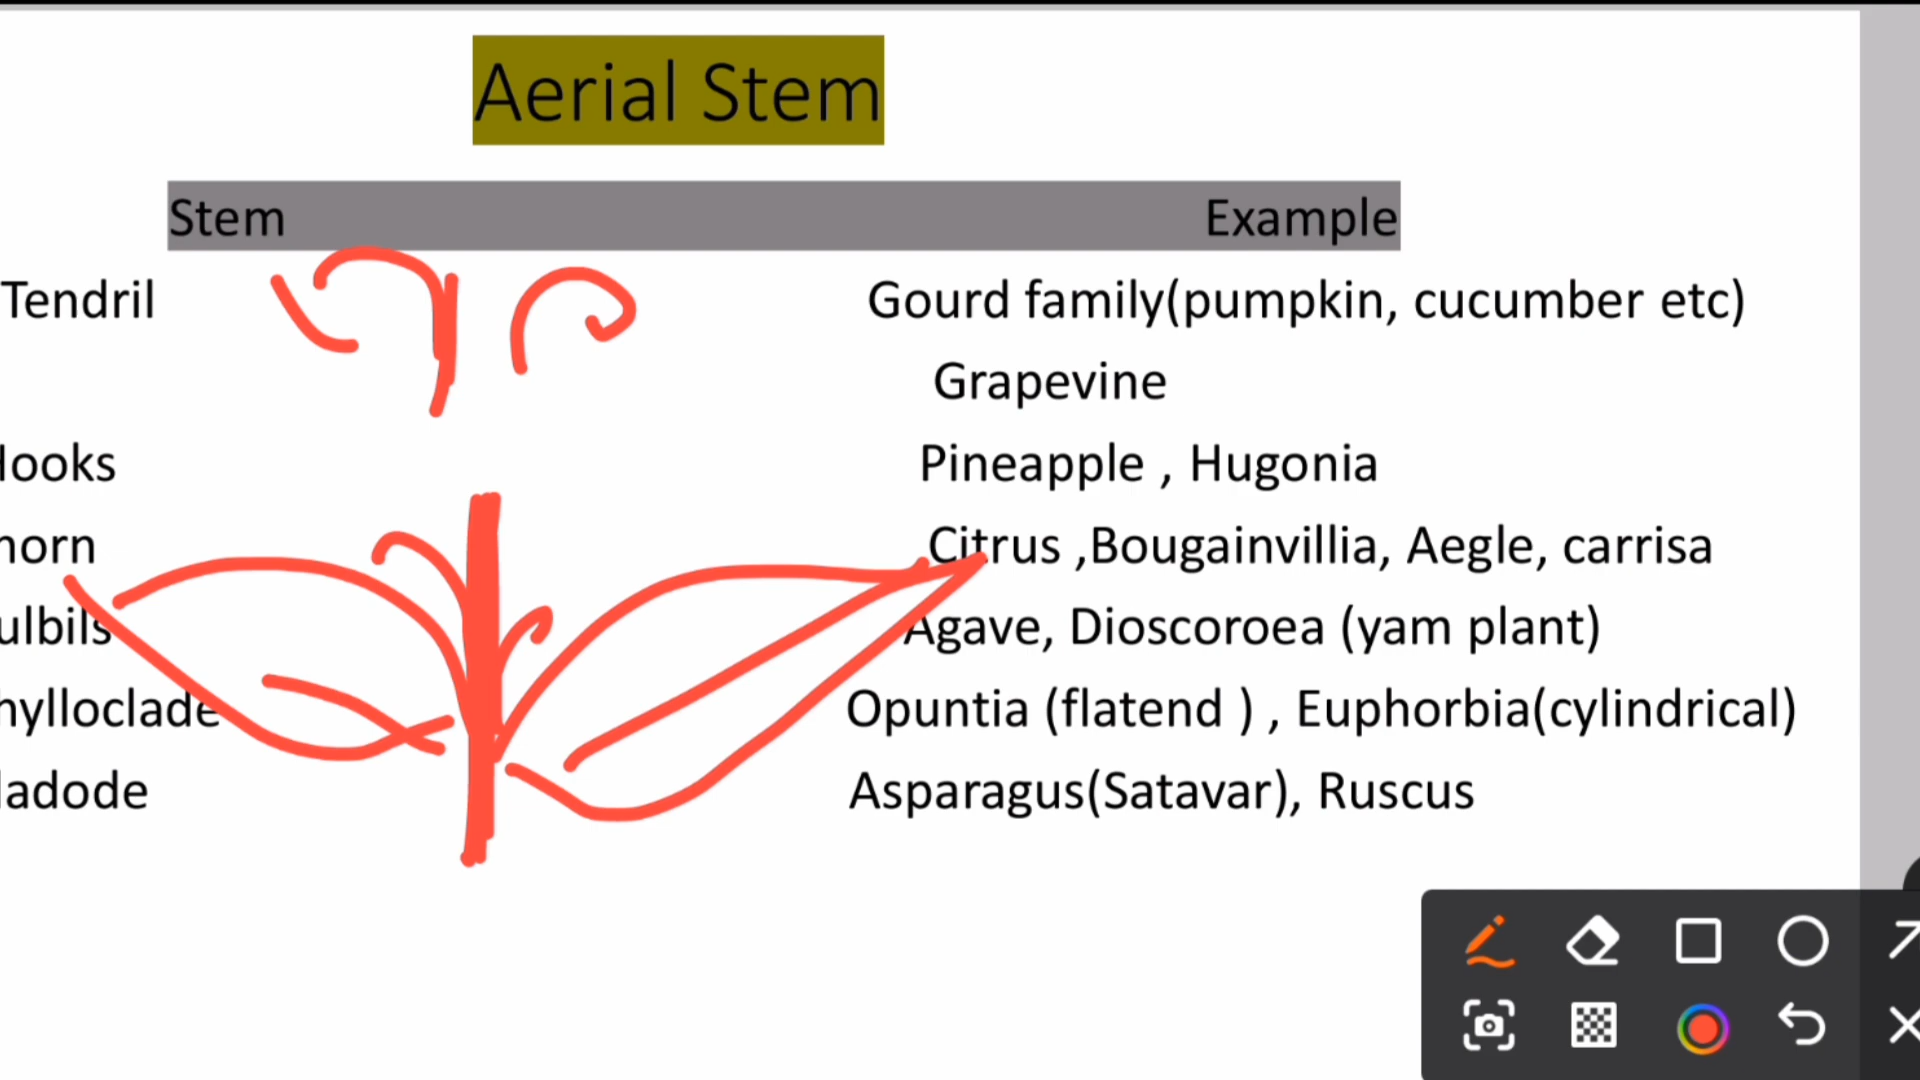 Aerial Stem
Stem Example
Tendril Gourd family(pumpkin, cucumber etc)
Grapevine
Hooks Pineapple , Hugonia
horn Citrus ,Bougainvillia, Aegle, carrisa
ulbils Agave, Dioscoroea (yam plant)
hylloclade Opuntia (flatend ) , Euphorbia(cylindrical)
ladode Asparagus(Satavar), Ruscus